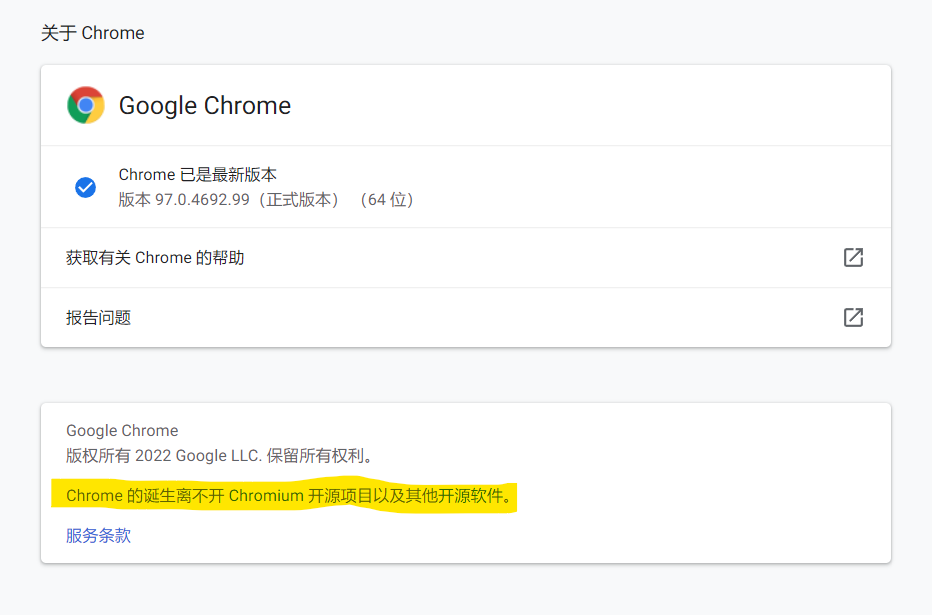 关于 Chrome
Google Chrome
Chrome 已是最新版本
版本 97.0.4692.99（正式版本） （64 位）
获取有关 Chrome 的帮助
报告问题
Google Chrome
版权所有 2022 Google LLC. 保留所有权利。
Chrome 的诞生离不开 Chromium 开源项目以及其他开源软件。
服务条款